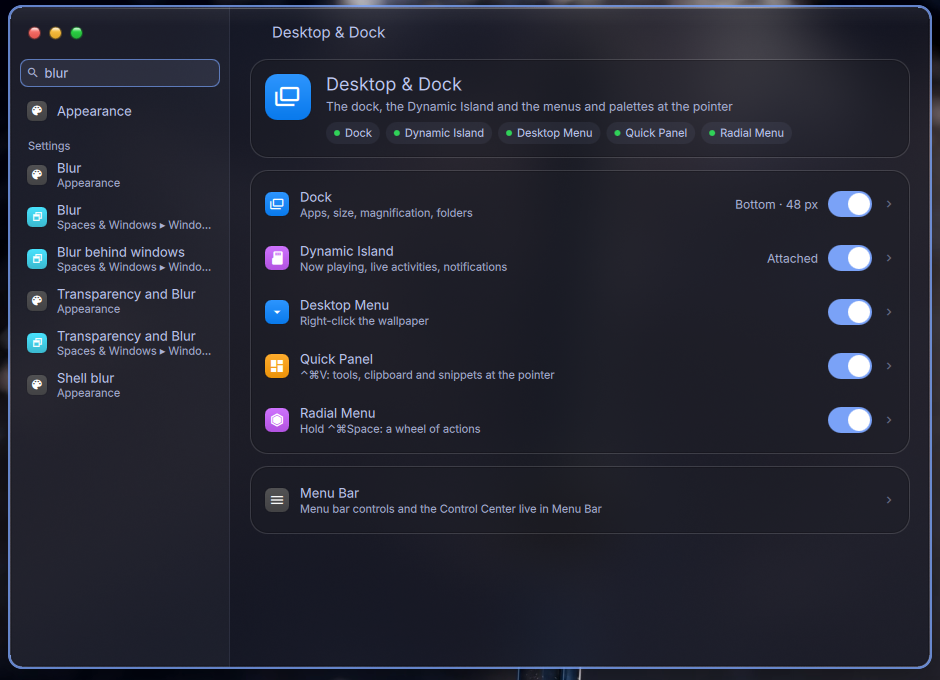 Desktop & Dock
blur
Appearance
Settings
Blur
Appearance
Blur
Spaces & Windows ▸ Windo...
Blur behind windows
Spaces & Windows ▸ Windo...
Transparency and Blur
Appearance
Transparency and Blur
Spaces & Windows ▸ Windo...
Shell blur
Appearance
Desktop & Dock
The dock, the Dynamic Island and the menus and palettes at the pointer
Dock Dynamic Island Desktop Menu Quick Panel Radial Menu
Dock
Apps, size, magnification, folders
Bottom · 48 px
Dynamic Island
Now playing, live activities, notifications
Attached
Desktop Menu
Right-click the wallpaper
Quick Panel
^⌘V: tools, clipboard and snippets at the pointer
Radial Menu
Hold ^⌘Space: a wheel of actions
Menu Bar
Menu bar controls and the Control Center live in Menu Bar